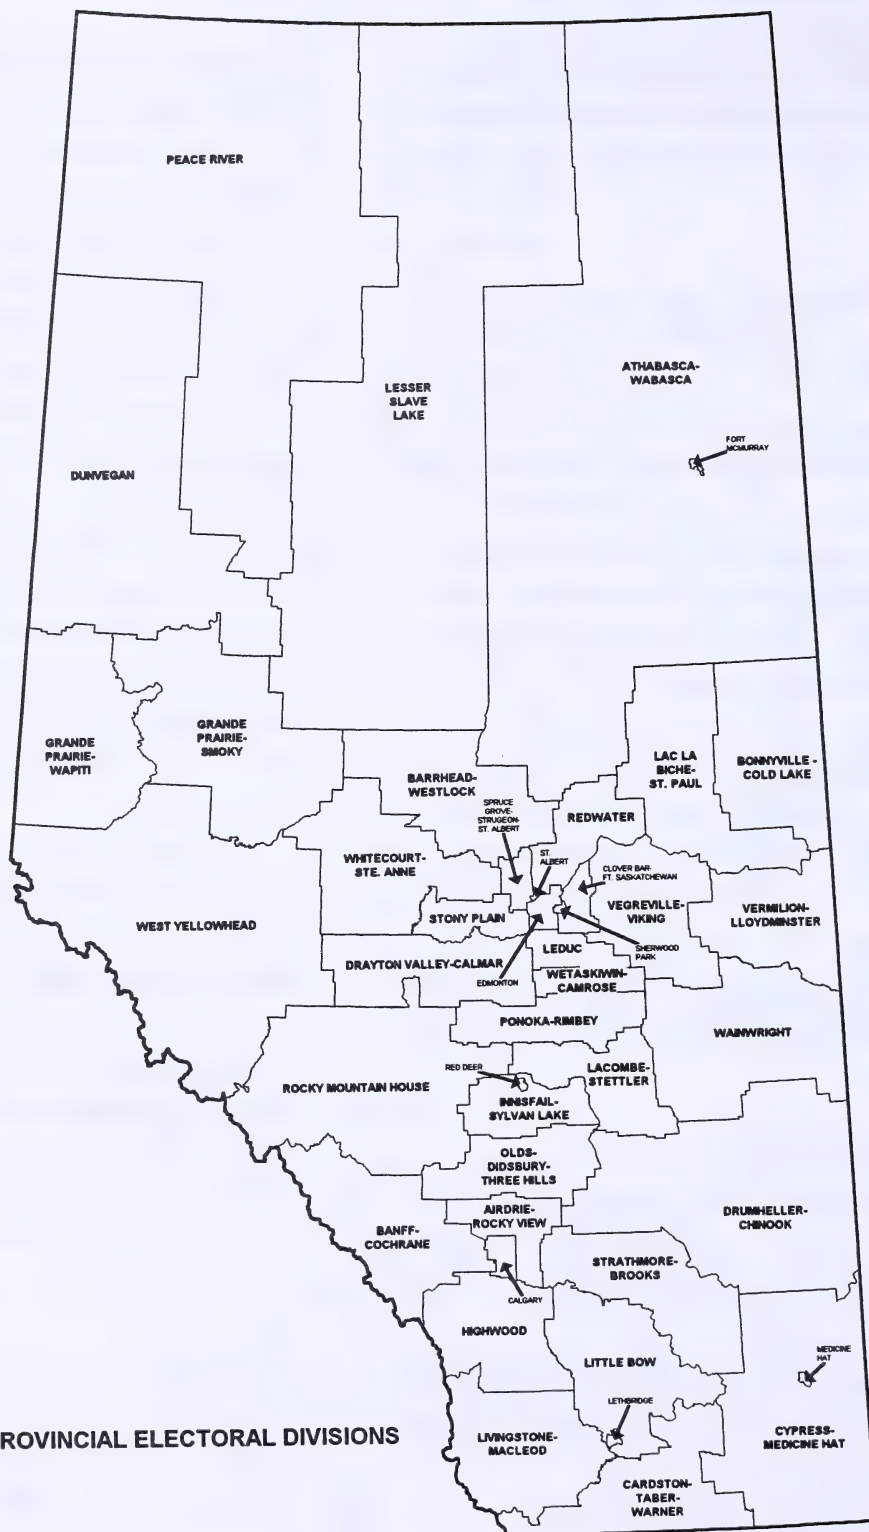 PEACE RIVER
ATHABASCA-
WABASCA
LESSER
SLAVE
LAKE
FORT
MCMURRAY
DUNVEGAN
GRANDE
PRAIRIE-
SMOKY
GRANDE
PRAIRIE-
WAPITI
LAC LA
BICHE-
ST. PAUL
BONNYVILLE -
COLD LAKE
BARRHEAD-
WESTLOCK
SPRUCE
GROVE-
STRUGEON-
ST. ALBERT
REDWATER
ST.
ALBERT
WHITECOURT-
STE. ANNE
CLOVER BAR-
FT. SASKATCHEWAN
VEGREVILLE-
VIKING
VERMILION-
LLOYDMINSTER
WEST YELLOWHEAD
STONY PLAIN
LEDUC
SHERWOOD
PARK
DRAYTON VALLEY-CALMAR
EDMONTON
WETASKIWIN-
CAMROSE
PONOKA-RIMBEY
WAINWRIGHT
RED DEER
LACOMBE-
STETTLER
ROCKY MOUNTAIN HOUSE
INNISFAIL-
SYLVAN LAKE
OLDS-
DIDSBURY-
THREE HILLS
AIRDRIE-
ROCKY VIEW
DRUMHELLER-
CHINOOK
BANFF-
COCHRANE
STRATHMORE-
BROOKS
CALGARY
HIGHWOOD
LITTLE BOW
MEDICINE
HAT
LETHBRIDGE
ROVINCIAL ELECTORAL DIVISIONS
LIVINGSTONE-
MACLEOD
CYPRESS-
MEDICINE HAT
CARDSTON-
TABER-
WARNER